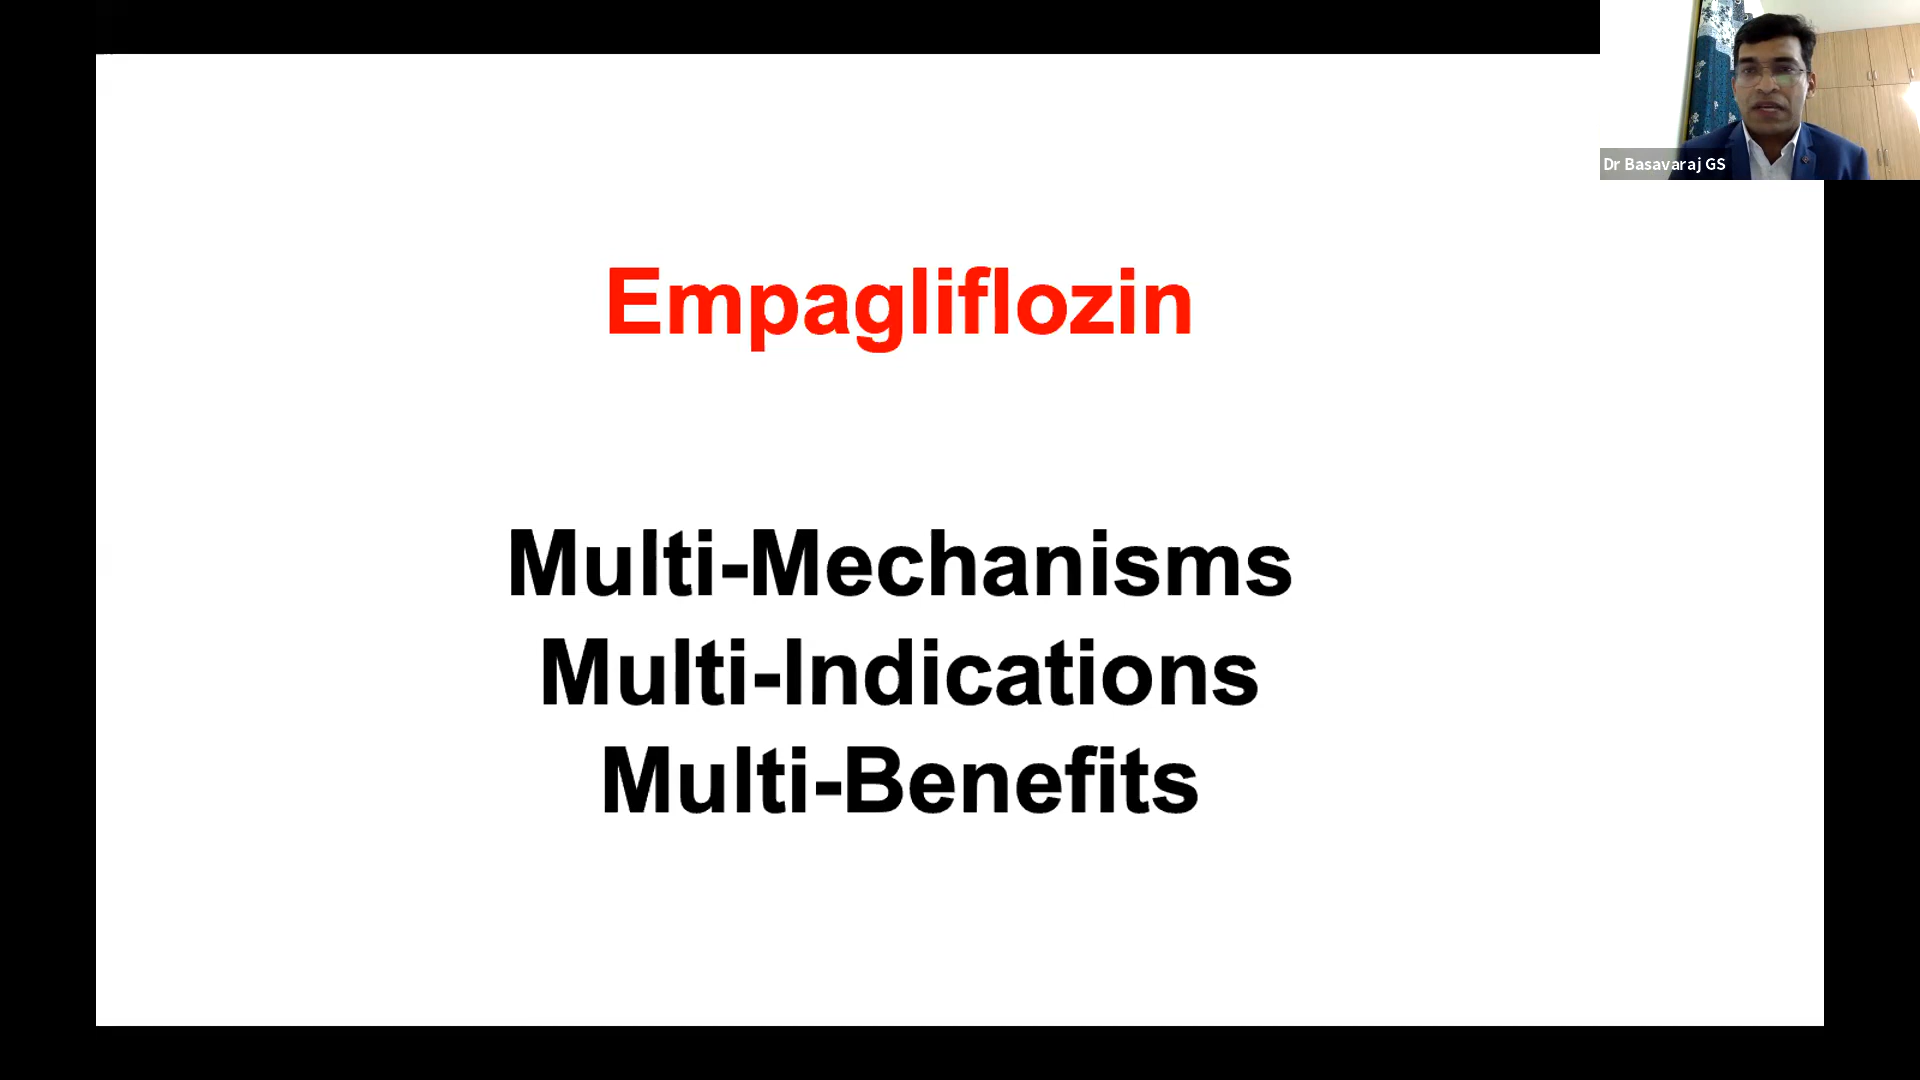 Dr Basavaraj GS
Empagliflozin
Multi-Mechanisms
Multi-Indications
Multi-Benefits